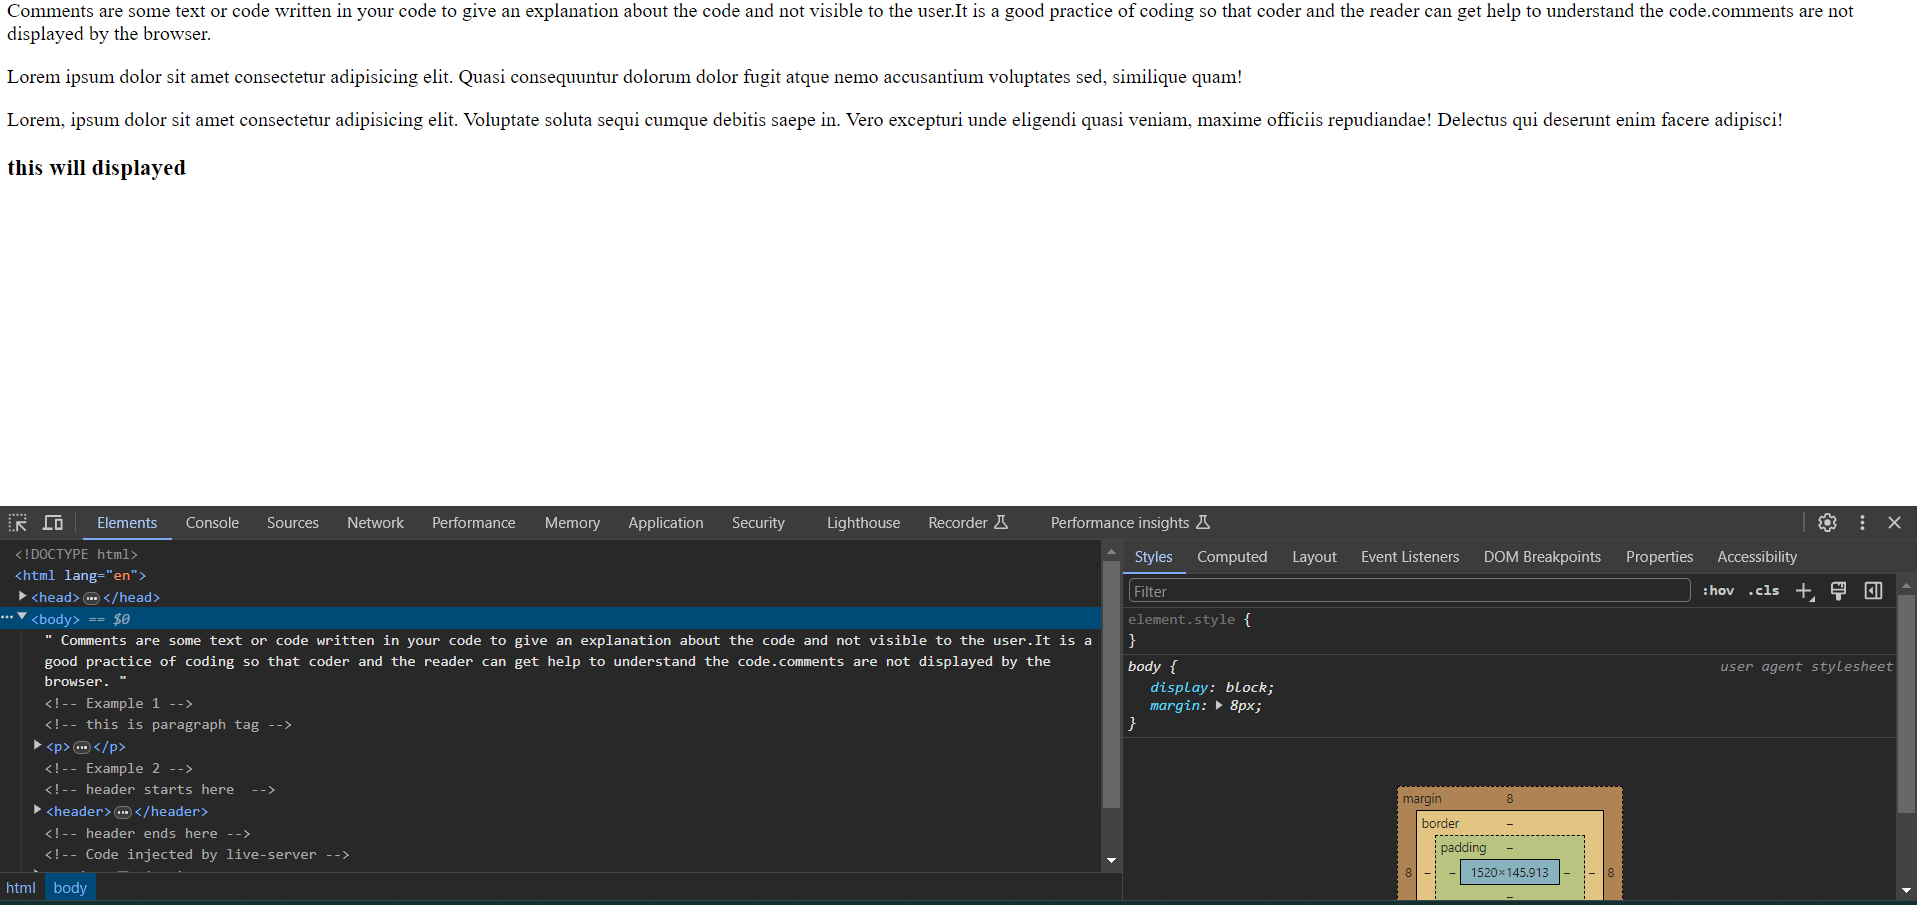 Comments are some text or code written in your code to give an explanation about the code and not visible to the user.It is a good practice of coding so that coder and the reader can get help to understand the code.comments are not
displayed by the browser.
Lorem ipsum dolor sit amet consectetur adipisicing elit. Quasi consequuntur dolorum dolor fugit atque nemo accusantium voluptates sed, similique quam!
Lorem, ipsum dolor sit amet consectetur adipisicing elit. Voluptate soluta sequi cumque debitis saepe in. Vero excepturi unde eligendi quasi veniam, maxime officiis repudiandae! Delectus qui deserunt enim facere adipisci!
this will displayed
Elements Console Sources Network Performance Memory Application Security Lighthouse Recorder Performance insights
<!DOCTYPE html>
<html lang="en">
<head>…</head>
<body> == $0
" Comments are some text or code written in your code to give an explanation about the code and not visible to the user.It is a
good practice of coding so that coder and the reader can get help to understand the code.comments are not displayed by the
browser. "
<!-- Example 1 -->
<!-- this is paragraph tag -->
<p>…</p>
<!-- Example 2 -->
<!-- header starts here  -->
<header>…</header>
<!-- header ends here -->
<!-- Code injected by live-server -->
html body
Styles Computed Layout Event Listeners DOM Breakpoints Properties Accessibility
Filter :hov .cls
element.style {
}
body { user agent stylesheet
display: block;
margin: 8px;
}
margin 8
border –
padding –
8 – – 1520×145.913 – – 8
–